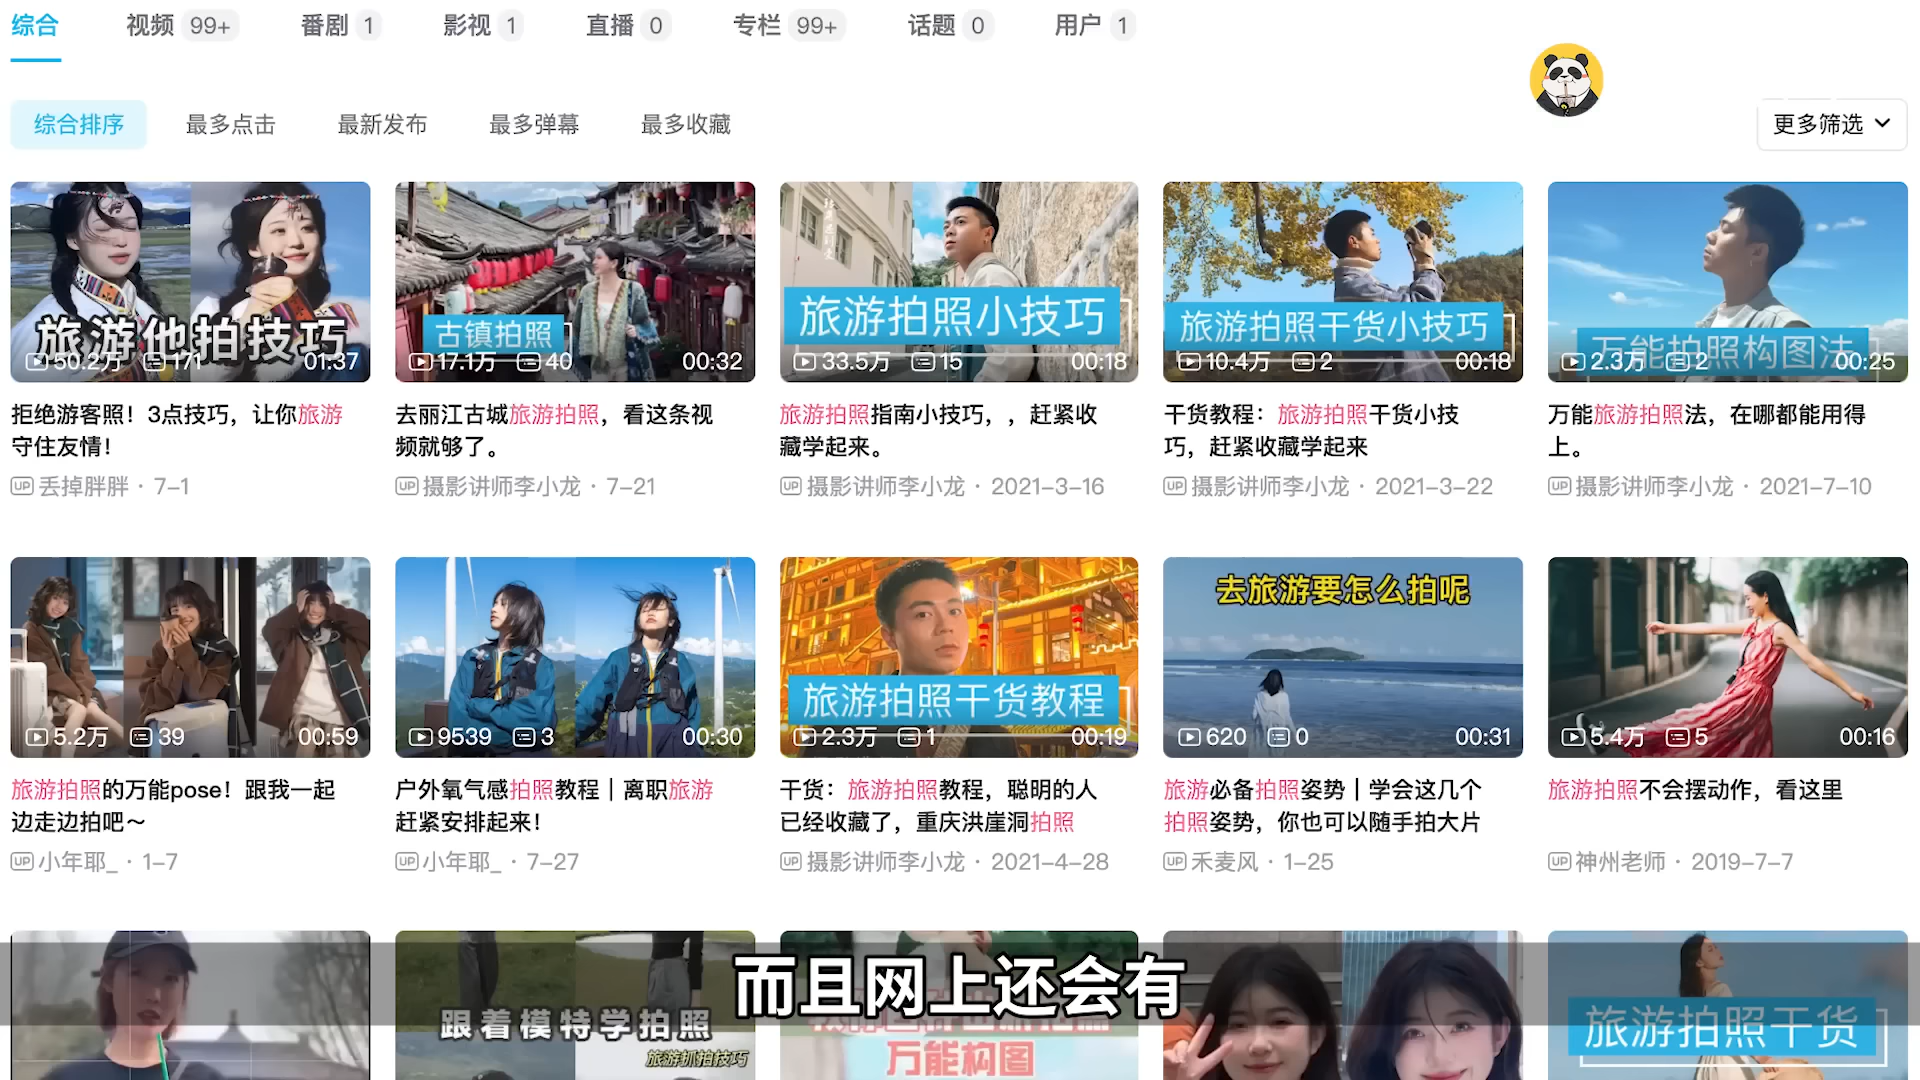 综合
视频 99+
番剧 1
影视 1
直播 0
专栏 99+
话题 0
用户 1
综合排序
最多点击
最新发布
最多弹幕
最多收藏
更多筛选
旅游他拍技巧
50.2万 171 01:37
古镇拍照
17.1万 40 00:32
旅游拍照小技巧
33.5万 15 00:18
旅游拍照干货小技巧
10.4万 2 00:18
万能拍照构图法
2.3万 2 00:25
拒绝游客照！3点技巧，让你旅游
守住友情！
UP 丢掉胖胖 · 7-1
去丽江古城旅游拍照，看这条视
频就够了。
UP 摄影讲师李小龙 · 7-21
旅游拍照指南小技巧，，赶紧收
藏学起来。
UP 摄影讲师李小龙 · 2021-3-16
干货教程：旅游拍照干货小技
巧，赶紧收藏学起来
UP 摄影讲师李小龙 · 2021-3-22
万能旅游拍照法，在哪都能用得
上。
UP 摄影讲师李小龙 · 2021-7-10
5.2万 39 00:59
9539 3 00:30
旅游拍照干货教程
2.3万 1 00:19
去旅游要怎么拍呢
620 0 00:31
5.4万 5 00:16
旅游拍照的万能pose！跟我一起
边走边拍吧～
UP 小年耶_ · 1-7
户外氧气感拍照教程｜离职旅游
赶紧安排起来！
UP 小年耶_ · 7-27
干货：旅游拍照教程，聪明的人
已经收藏了，重庆洪崖洞拍照
UP 摄影讲师李小龙 · 2021-4-28
旅游必备拍照姿势｜学会这几个
拍照姿势，你也可以随手拍大片
UP 禾麦风 · 1-25
旅游拍照不会摆动作，看这里
UP 神州老师 · 2019-7-7
而且网上还会有
跟着模特学拍照
旅游抓拍技巧
万能构图
旅游拍照干货